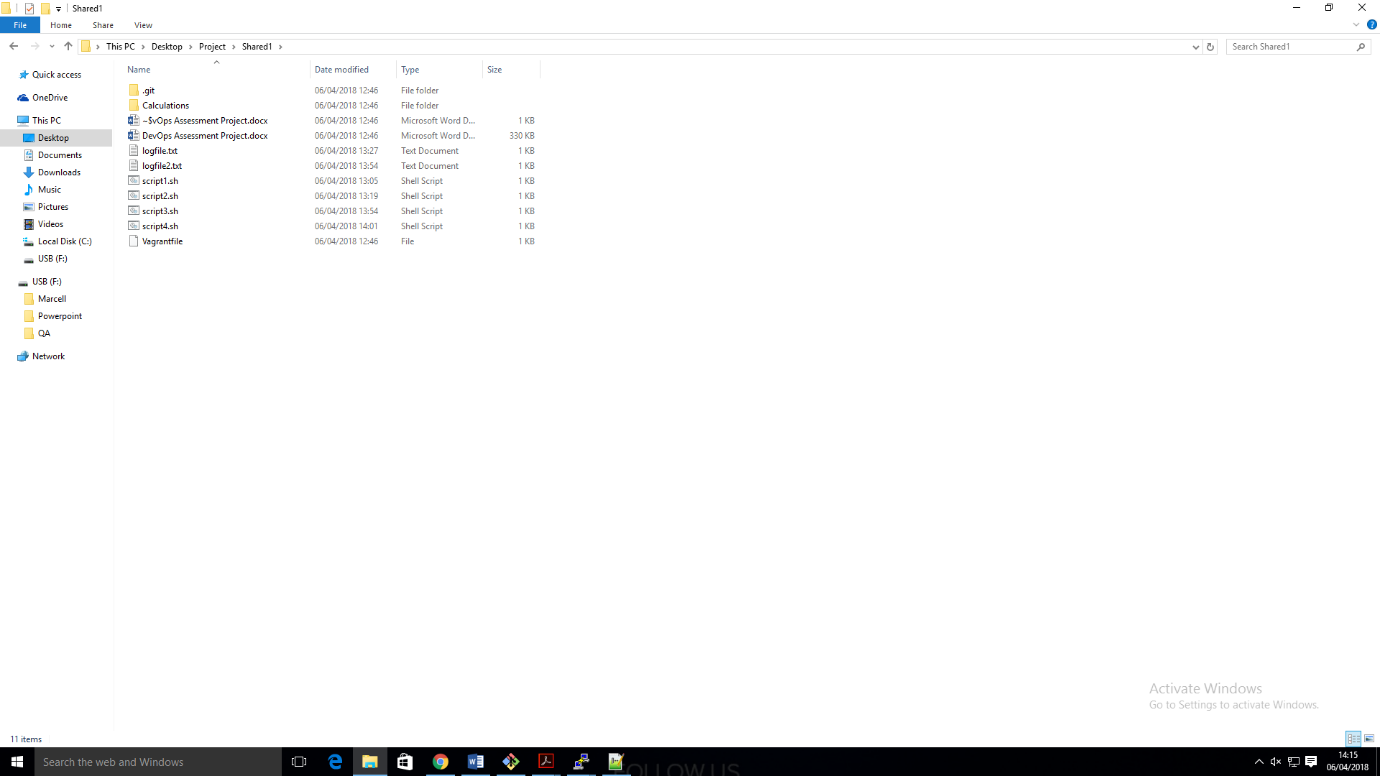 Shared1
File Home Share View
This PC Desktop Project Shared1 Search Shared1
Name Date modified Type Size
Quick access
OneDrive
This PC
Desktop
Documents
Downloads
Music
Pictures
Videos
Local Disk (C:)
USB (F:)
USB (F:)
Marcell
Powerpoint
QA
Network
.git 06/04/2018 12:46 File folder
Calculations 06/04/2018 12:46 File folder
~$vOps Assessment Project.docx 06/04/2018 12:46 Microsoft Word D... 1 KB
DevOps Assessment Project.docx 06/04/2018 12:46 Microsoft Word D... 330 KB
logfile.txt 06/04/2018 13:27 Text Document 1 KB
logfile2.txt 06/04/2018 13:54 Text Document 1 KB
script1.sh 06/04/2018 13:05 Shell Script 1 KB
script2.sh 06/04/2018 13:19 Shell Script 1 KB
script3.sh 06/04/2018 13:54 Shell Script 1 KB
script4.sh 06/04/2018 14:01 Shell Script 1 KB
Vagrantfile 06/04/2018 12:46 File 1 KB
Activate Windows
Go to Settings to activate Windows.
11 items
Search the web and Windows
FOLLOW US
14:15
06/04/2018